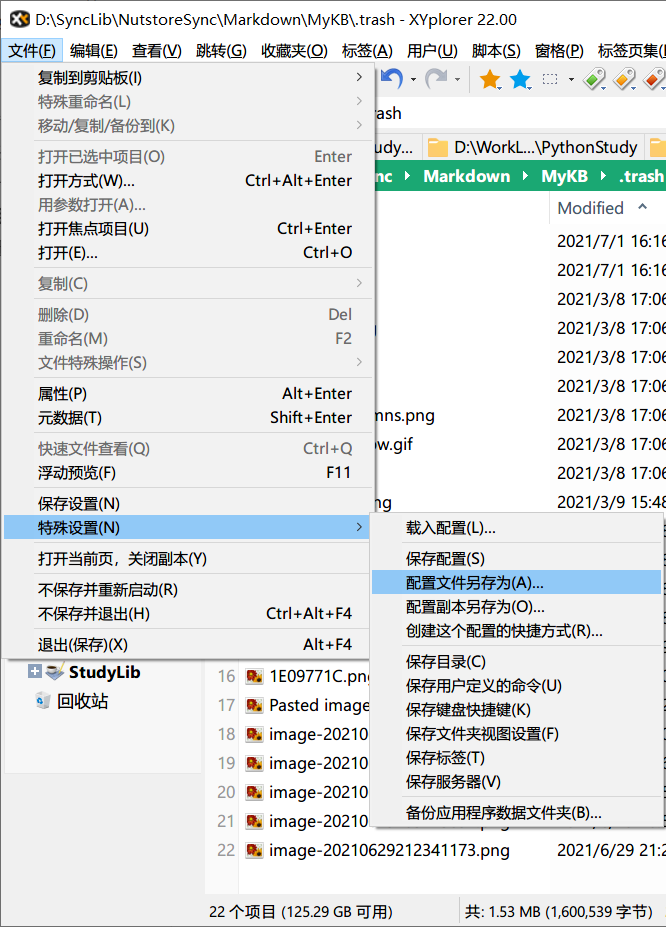 D:\SyncLib\NutstoreSync\Markdown\MyKB\.trash - XYplorer 22.00
文件(F) 编辑(E) 查看(V) 跳转(G) 收藏夹(O) 标签(A) 用户(U) 脚本(S) 窗格(P) 标签页集(
复制到剪贴板(I)
特殊重命名(L)
移动/复制/备份到(K)
.trash
打开已选中项目(O) Enter
打开方式(W)... Ctrl+Alt+Enter
用参数打开(A)...
打开焦点项目(U) Ctrl+Enter
打开(E)... Ctrl+O
复制(C)
删除(D) Del
重命名(M) F2
文件特殊操作(S)
属性(P) Alt+Enter
元数据(T) Shift+Enter
快速文件查看(Q) Ctrl+Q
浮动预览(F) F11
保存设置(N)
特殊设置(N)
打开当前页，关闭副本(Y)
不保存并重新启动(R)
不保存并退出(H) Ctrl+Alt+F4
退出(保存)(X) Alt+F4
udy... D:\WorkL...\PythonStudy
nc Markdown MyKB .trash
Modified
2021/7/1 16:16
2021/7/1 16:16
2021/3/8 17:06
2021/3/8 17:06
2021/3/8 17:06
2021/3/8 17:06
mns.png 2021/3/8 17:06
ow.gif 2021/3/8 17:06
2021/3/8 17:06
ng 2021/3/9 15:48
载入配置(L)...
保存配置(S)
配置文件另存为(A)...
配置副本另存为(O)...
创建这个配置的快捷方式(R)...
保存目录(C)
保存用户定义的命令(U)
保存键盘快捷键(K)
保存文件夹视图设置(F)
保存标签(T)
保存服务器(V)
备份应用程序数据文件夹(B)...
StudyLib
回收站
16 1E09771C.png
17 Pasted image
18 image-20210
19 image-20210
20 image-20210
21 image-20210
22 image-20210629212341173.png 2021/6/29 21:2
22 个项目 (125.29 GB 可用) 共: 1.53 MB (1,600,539 字节)